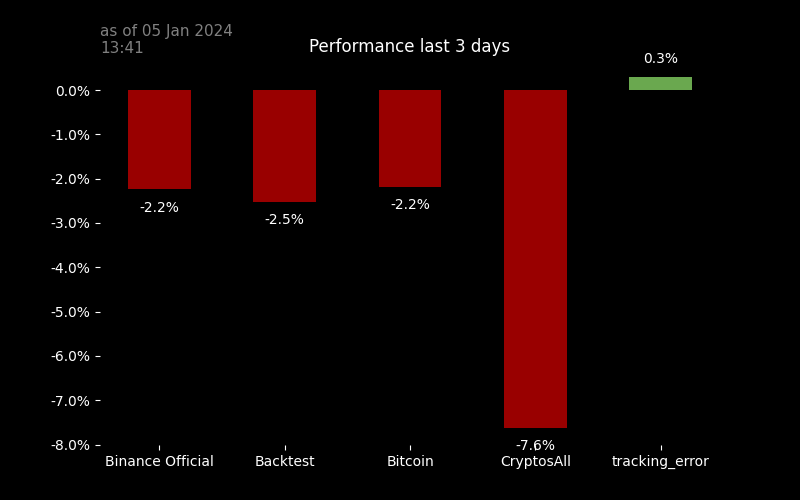 as of 05 Jan 2024
13:41
Performance last 3 days
0.3%
0.0%
-1.0%
-2.0%
-3.0%
-4.0%
-5.0%
-6.0%
-7.0%
-8.0%
-2.2%
-2.5%
-2.2%
-7.6%
Binance Official
Backtest
Bitcoin
CryptosAll
tracking_error